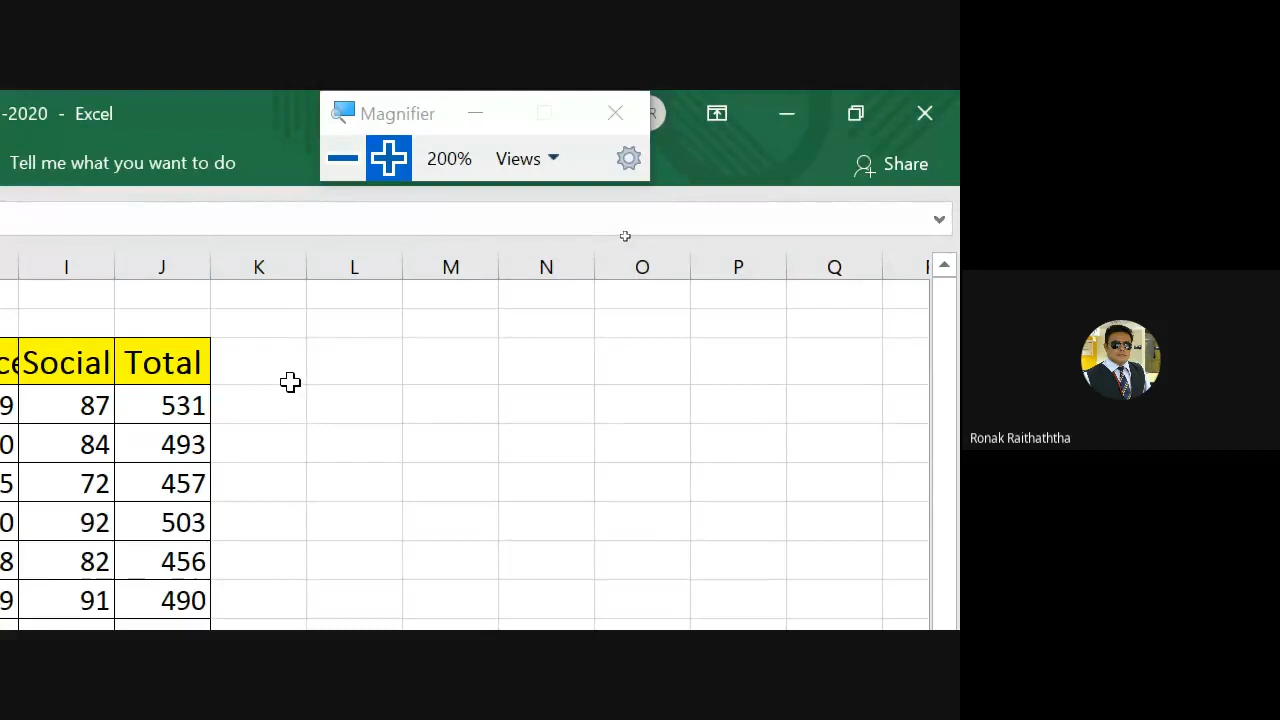 -2020 - Excel
Magnifier
R
Tell me what you want to do
200%
Views
Share
I J K L M N O P Q
ce Social Total
9 87 531
0 84 493
5 72 457
0 92 503
8 82 456
9 91 490
Ronak Raithaththa